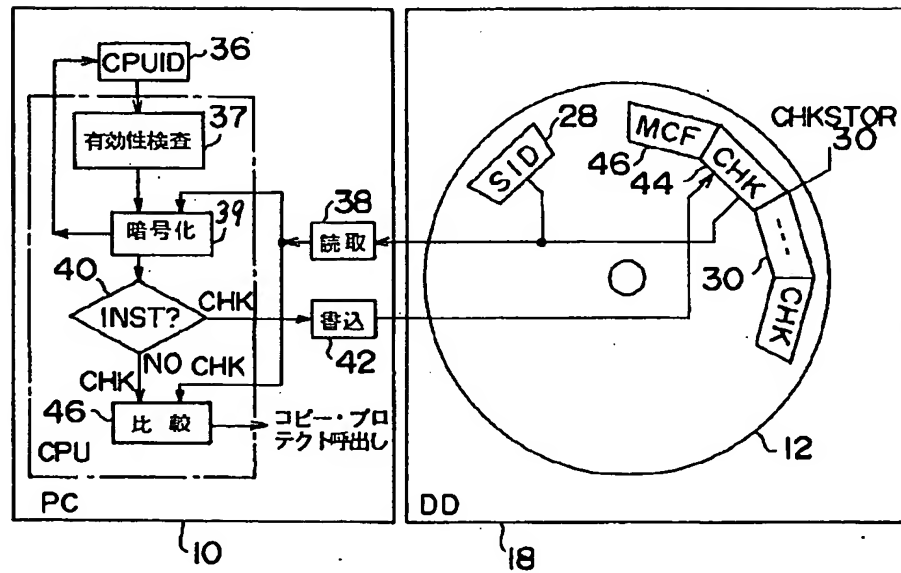 CPUID
36
有効性検査
37
暗号化
39
38
読取
40
INST?
CHK
書込
42
NO
CHK
CHK
46
比較
コピー・プロ
テクト呼出し
CPU
PC
10
SID
28
MCF
46
44
CHK
CHKSTOR
30
---
30
CHK
12
DD
18